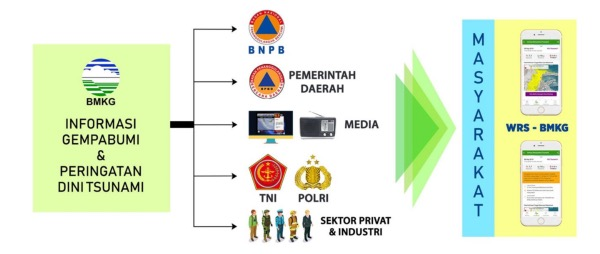 BMKG
INFORMASI
GEMPABUMI
&
PERINGATAN
DINI TSUNAMI
BNPB
PEMERINTAH
DAERAH
MEDIA
TNI
POLRI
SEKTOR PRIVAT
& INDUSTRI
MASYARAKAT
WRS - BMKG